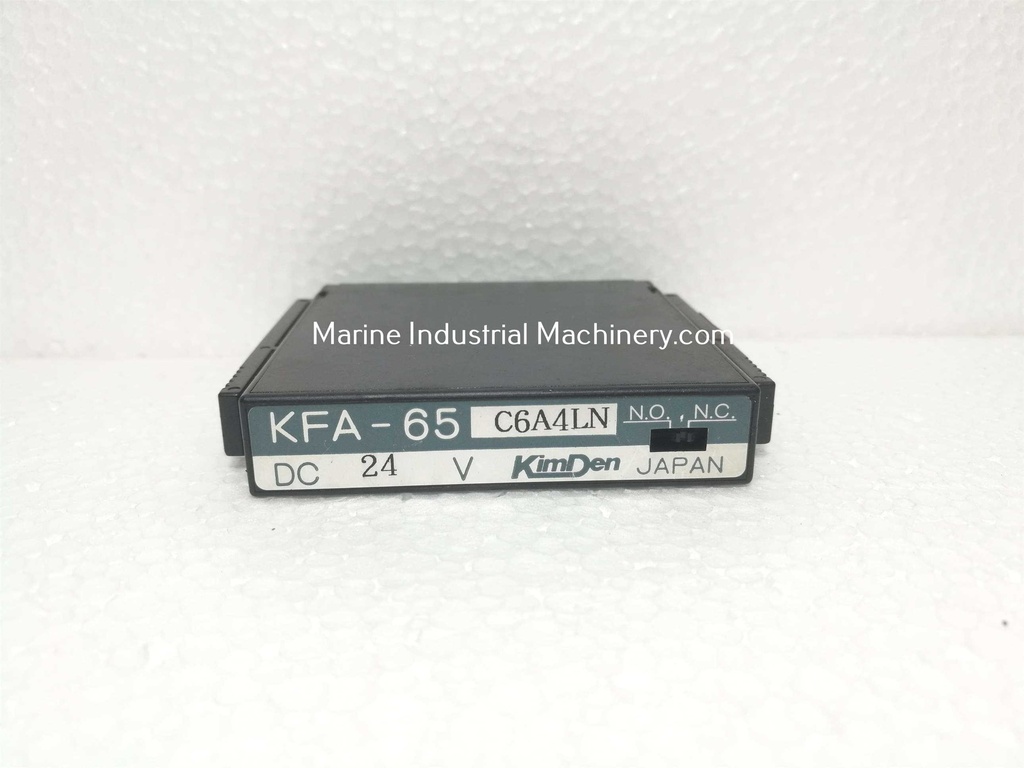 Marine Industrial Machinery.com
KFA-65 C6A4LN N.O. N.C.
DC 24 V KimDen JAPAN